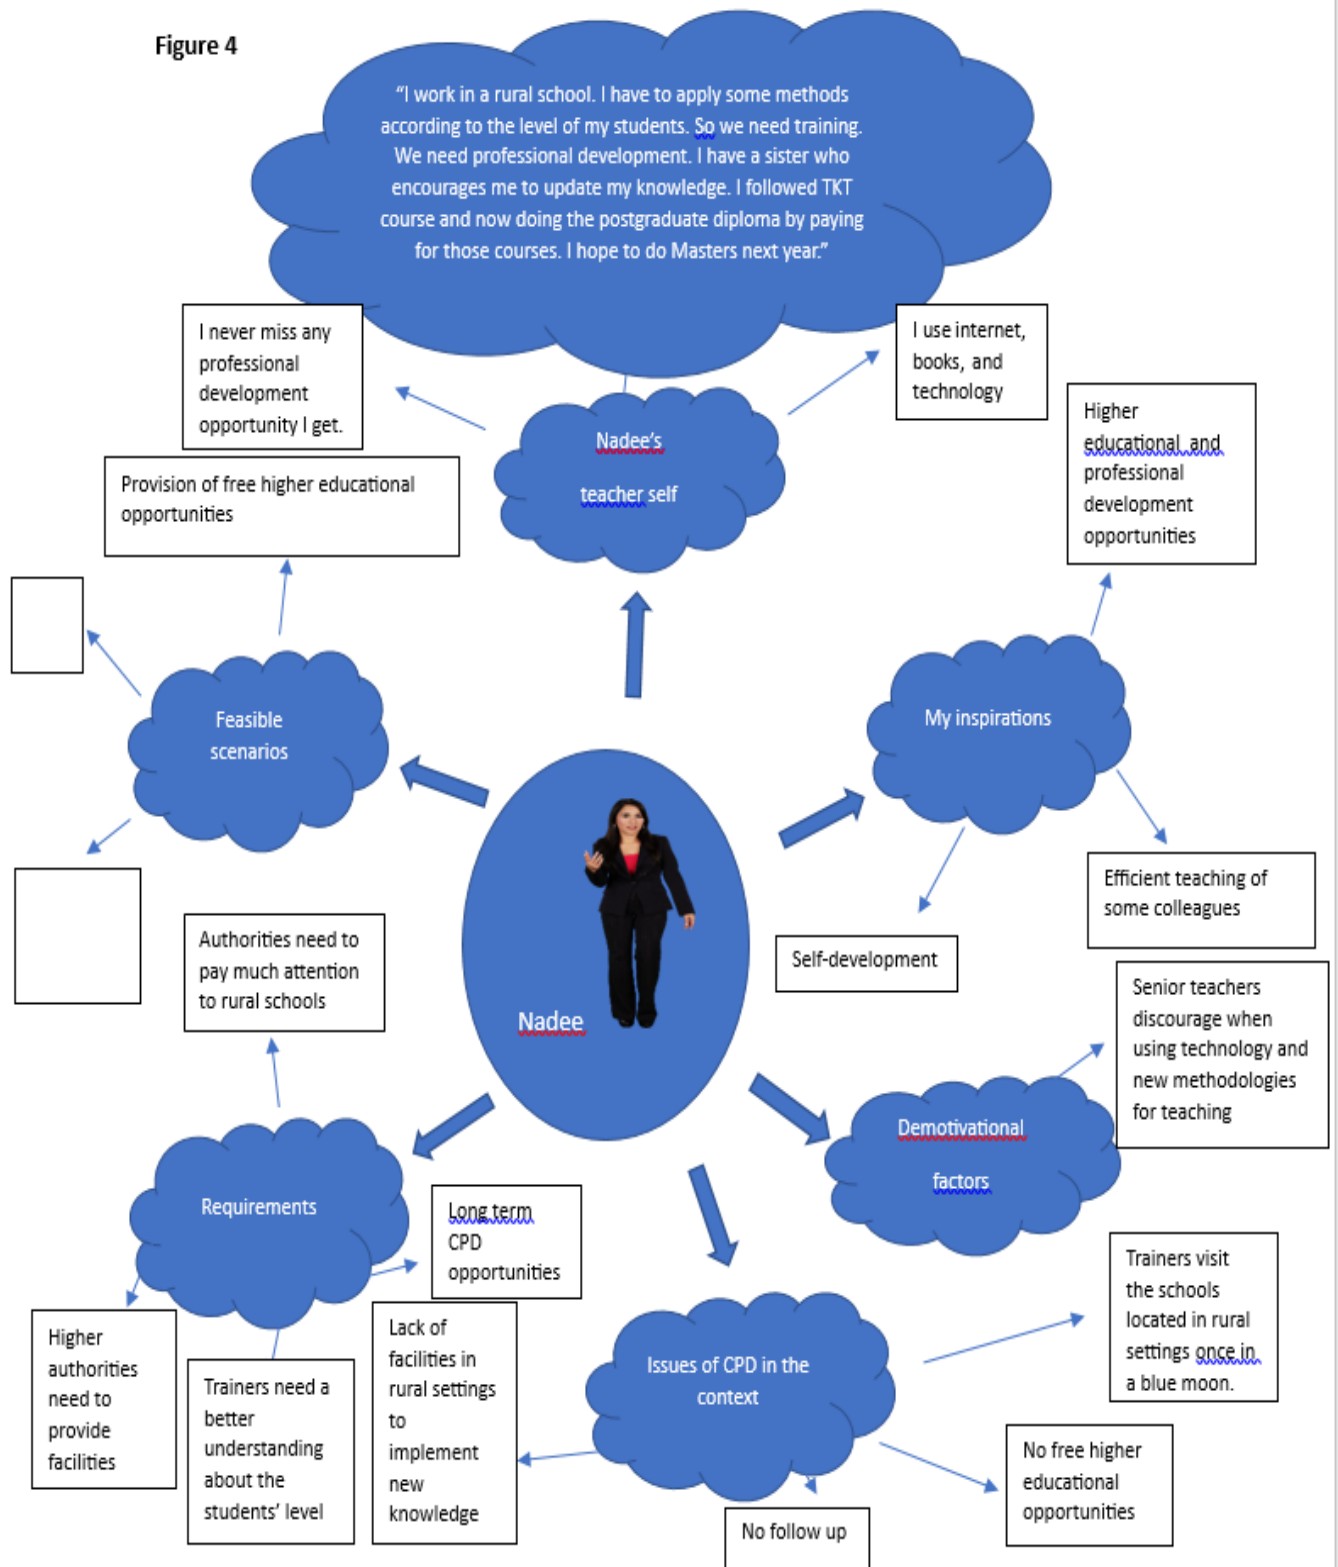 Figure 4
“I work in a rural school. I have to apply some methods
according to the level of my students. So we need training.
We need professional development. I have a sister who
encourages me to update my knowledge. I followed TKT
course and now doing the postgraduate diploma by paying
for those courses. I hope to do Masters next year.”
I never miss any
professional
development
opportunity I get.
I use internet,
books, and
technology
Nadee’s
teacher self
Provision of free higher educational
opportunities
Higher
educational and
professional
development
opportunities
Feasible
scenarios
My inspirations
Efficient teaching of
some colleagues
Self-development
Authorities need to
pay much attention
to rural schools
Nadee
Senior teachers
discourage when
using technology and
new methodologies
for teaching
Demotivational
factors
Requirements
Long term
CPD
opportunities
Higher
authorities
need to
provide
facilities
Trainers need a
better
understanding
about the
students’ level
Lack of
facilities in
rural settings
to
implement
new
knowledge
Issues of CPD in the
context
Trainers visit
the schools
located in rural
settings once in
a blue moon.
No free higher
educational
opportunities
No follow up